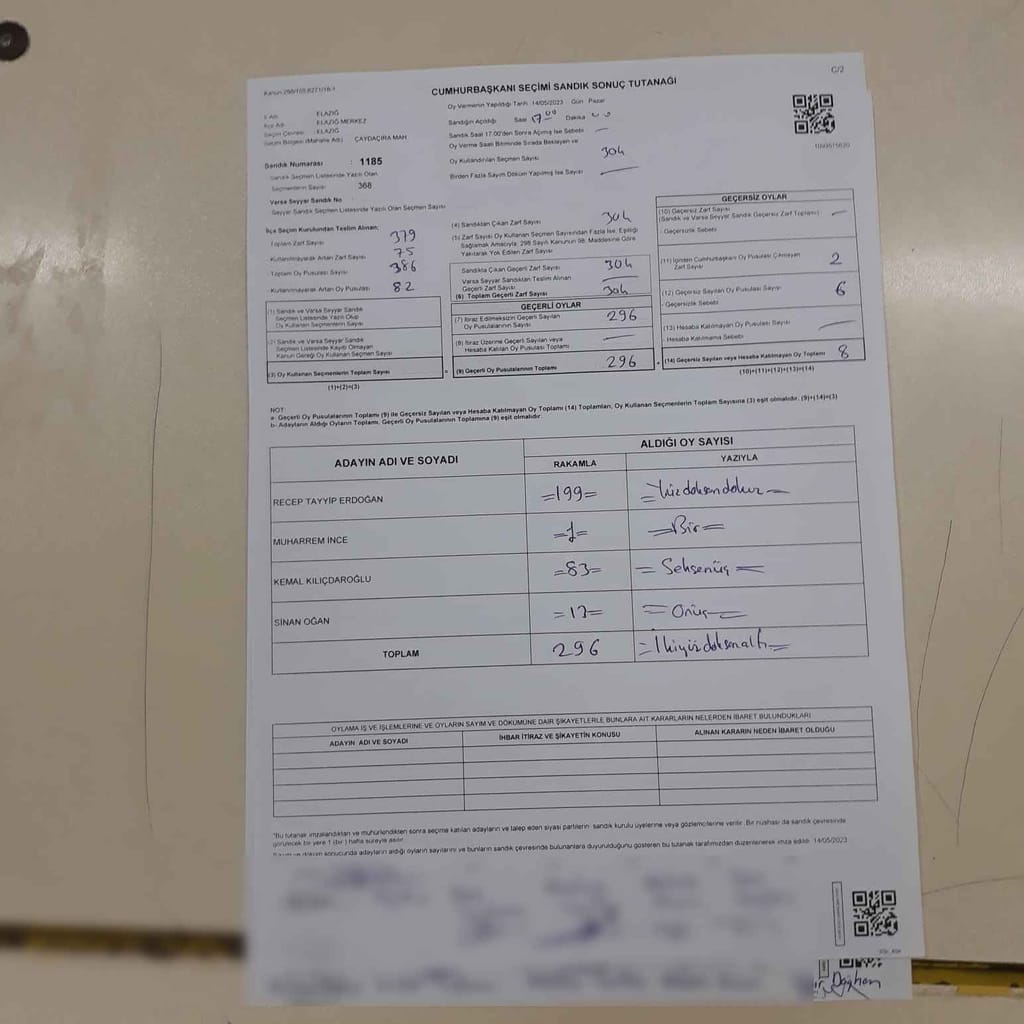 C/2
Kanun 298/105 6271/16-1
CUMHURBAŞKANI SEÇİMİ SANDIK SONUÇ TUTANAĞI
Oy Vermenin Yapıldığı Tarih 14/05/2023 Gün Pazar
İl Adı : ELAZIĞ
İlçe Adı : ELAZIĞ MERKEZ
Seçim Çevresi : ELAZIĞ
Seçim Bölgesi (Mahalle Adı) ÇAYDAÇIRA MAH
Sandığın Açıldığı Saat 17.00 Dakika
Sandık Saat 17.00'den Sonra Açılmış İse Sebebi —
Oy Verme Saati Bitiminde Sırada Bekleyen ve
Oy Kullandırılan Seçmen Sayısı 304
Birden Fazla Sayım Döküm Yapılmış İse Sayısı —
Sandık Numarası : 1185
Sandık Seçmen Listesinde Yazılı Olan
Seçmenlerin Sayısı 368
Varsa Seyyar Sandık No
Seyyar Sandık Seçmen Listesinde Yazılı Olan Seçmen Sayısı
İlçe Seçim Kurulundan Teslim Alınan;
Toplam Zarf Sayısı 379
-Kullanılmayarak Artan Zarf Sayısı 75
Toplam Oy Pusulası Sayısı 386
-Kullanılmayarak Artan Oy Pusulası 82
(1) Sandık ve Varsa Seyyar Sandık
Seçmen Listesinde Yazılı Olup
Oy Kullanan Seçmenlerin Sayısı
(2) Sandık ve Varsa Seyyar Sandık
Seçmen Listesinde Kayıtlı Olmayan
Kanun Gereği Oy Kullanan Seçmen Sayısı
(3) Oy Kullanan Seçmenlerin Toplam Sayısı
(1)+(2)=(3)
(4) Sandıktan Çıkan Zarf Sayısı 304
(5) Zarf Sayısı Oy Kullanan Seçmen Sayısından Fazla İse, Eşitliği
Sağlamak Amacıyla, 298 Sayılı Kanunun 98. Maddesine Göre
Yakılarak Yok Edilen Zarf Sayısı
Sandıkta Çıkan Geçerli Zarf Sayısı 304
Varsa Seyyar Sandıktan Teslim Alınan
Geçerli Zarf Sayısı —
(6) Toplam Geçerli Zarf Sayısı 304
GEÇERLİ OYLAR
(7) İtiraz Edilmeksizin Geçerli Sayılan
Oy Pusulalarının Sayısı 296
(8) İtiraz Üzerine Geçerli Sayılan veya
Hesaba Katılan Oy Pusulası Toplamı —
(9) Geçerli Oy Pusulalarının Toplamı 296
GEÇERSİZ OYLAR
(10) Geçersiz Zarf Sayısı
(Sandık ve Varsa Seyyar Sandık Geçersiz Zarf Toplamı) —
- Geçersizlik Sebebi
(11) İçinden Cumhurbaşkanı Oy Pusulası Çıkmayan
Zarf Sayısı 2
(12) Geçersiz Sayılan Oy Pusulası Sayısı 6
- Geçersizlik Sebebi
(13) Hesaba Katılmayan Oy Pusulası Sayısı —
- Hesaba Katılmama Sebebi
(14) Geçersiz Sayılan veya Hesaba Katılmayan Oy Toplamı 8
(10)+(11)+(12)+(13)=(14)
NOT:
a- Geçerli Oy Pusulalarının Toplamı (9) ile Geçersiz Sayılan veya Hesaba Katılmayan Oy Toplamı (14) Toplamları, Oy Kullanan Seçmenlerin Toplam Sayısına (3) eşit olmalıdır. (9)+(14)=(3)
b- Adayların Aldığı Oyların Toplamı, Geçerli Oy Pusulalarının Toplamına (9) eşit olmalıdır.
ADAYIN ADI VE SOYADI ALDIĞI OY SAYISI
RAKAMLA YAZIYLA
RECEP TAYYİP ERDOĞAN =199= =Yüzdoksandokuz=
MUHARREM İNCE =1= =Bir=
KEMAL KILIÇDAROĞLU =83= =Seksenüç=
SİNAN OĞAN =13= =Onüç=
TOPLAM 296 =İkiyüzdoksanaltı=
OYLAMA İŞ VE İŞLEMLERİNE VE OYLARIN SAYIM VE DÖKÜMÜNE DAİR ŞİKAYETLERLE BUNLARA AİT KARARLARIN NELERDEN İBARET BULUNDUKLARI
ADAYIN ADI VE SOYADI İHBAR İTİRAZ VE ŞİKAYETİN KONUSU ALINAN KARARIN NEDEN İBARET OLDUĞU
*Bu tutanak imzalandıktan ve mühürlendikten sonra seçime katılan adayların ve talep eden siyasi partilerin sandık kurulu üyelerine veya gözlemcilerine verilir. Bir nüshası da sandık çevresinde
görülecek bir yere 1 (bir) hafta süreyle asılır.
sonucunda adayların aldığı oyların sayılarını ve bunların sandık çevresinde bulunanlara duyurulduğunu gösteren bu tutanak tarafımızdan düzenlenerek imza edildi. 14/05/2023